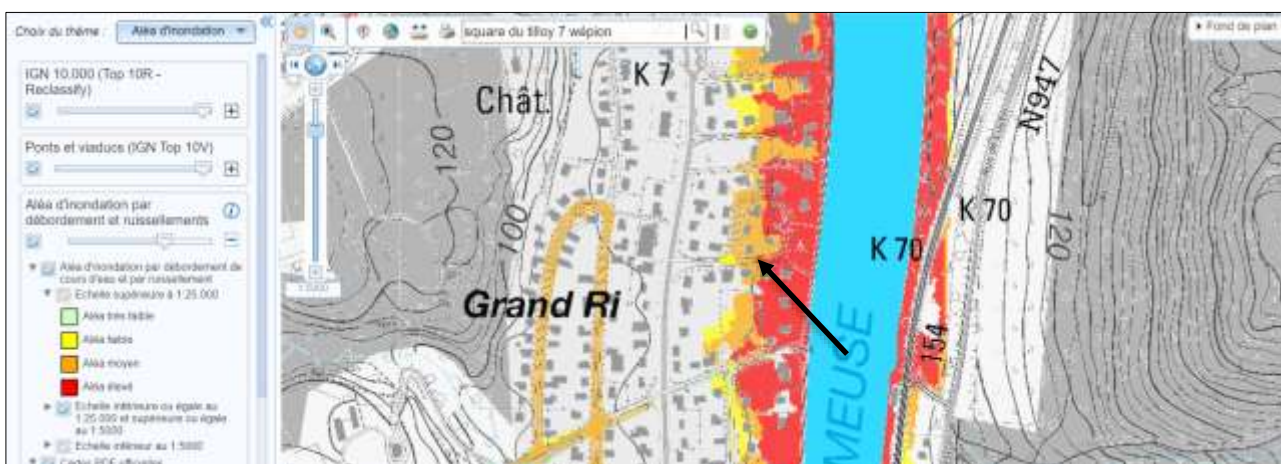 Choix du thème : Aléa d'inondation
IGN 10.000 (Top 10R -
Reclassify)
Ponts et viaducs (IGN Top 10V)
Aléa d'inondation par
débordement et ruissellements
Aléa d'inondation par débordement de
cours d'eau et par ruissellement
Echelle supérieure à 1:25.000
Aléa très faible
Aléa faible
Aléa moyen
Aléa élevé
Echelle inférieure ou égale au
1:25.000 et supérieure ou égale
au 1:5000
Echelle inférieur au 1:5000
square du tilloy 7 wépion
Fond de plan
Chât.
K 7
120
100
Grand Ri
MEUSE
K 70
K 70
N947
120
154